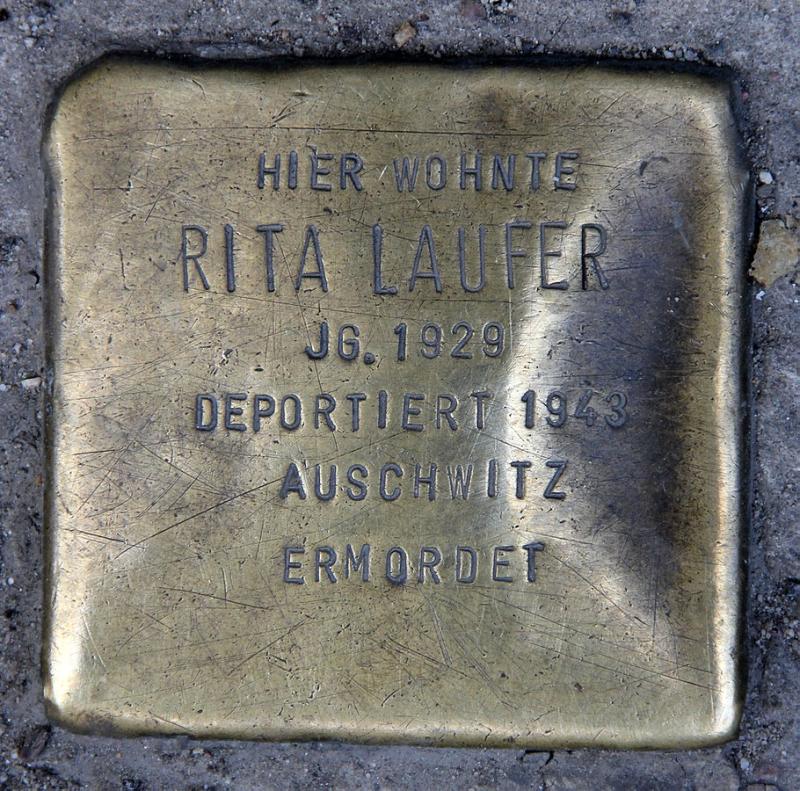 HIER WOHNTE
RITA LAUFER
JG. 1929
DEPORTIERT 1943
AUSCHWITZ
ERMORDET